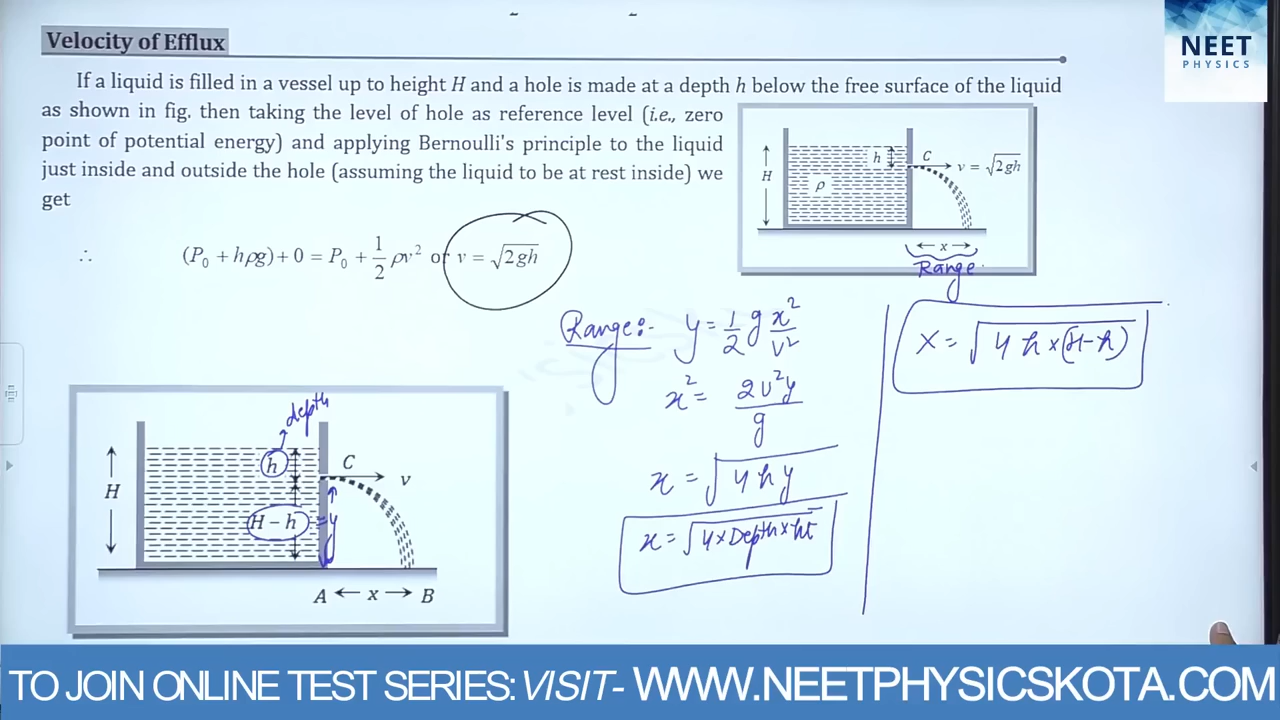 Velocity of Efflux
NEET
PHYSICS
If a liquid is filled in a vessel up to height H and a hole is made at a depth h below the free surface of the liquid
as shown in fig. then taking the level of hole as reference level (i.e., zero
point of potential energy) and applying Bernoulli's principle to the liquid
just inside and outside the hole (assuming the liquid to be at rest inside) we
get
∴ (P₀ + hρg) + 0 = P₀ + 1/2 ρv² or v = √2gh
H
h
ρ
C
v = √2gh
x
Range
Range:- y = 1/2 g x²/v²
x² = 2v²y/g
x = √4hy
x = √4×Depth×ht
X = √4h×(H-h)
depth
h
C
v
H
H – h = y
A ← x → B
TO JOIN ONLINE TEST SERIES: VISIT- WWW.NEETPHYSICSKOTA.COM